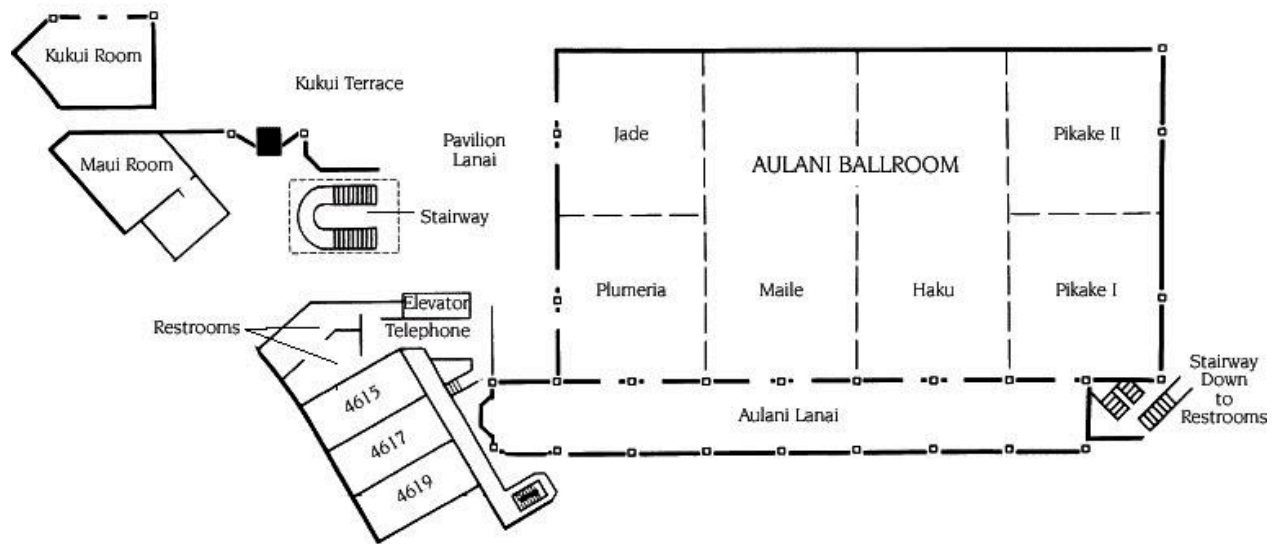 Kukui Room
Kukui Terrace
Maui Room
Pavilion
Lanai
Stairway
Jade
Pikake II
AULANI BALLROOM
Plumeria
Maile
Haku
Pikake I
Elevator
Restrooms
Telephone
4615
4617
4619
Aulani Lanai
Stairway
Down
to
Restrooms